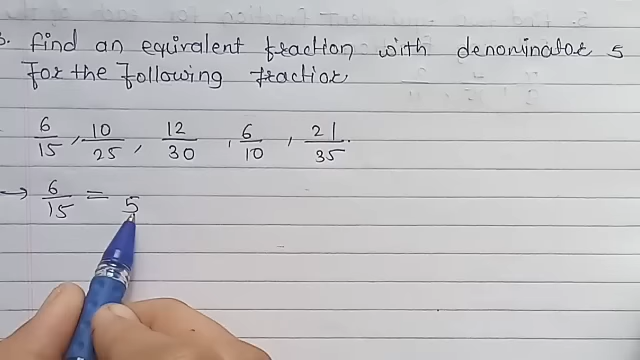 3. Find an equivalent fraction with denominator 5
For the following fraction
6/15, 10/25, 12/30, 6/10, 21/35.
→ 6/15 = /5